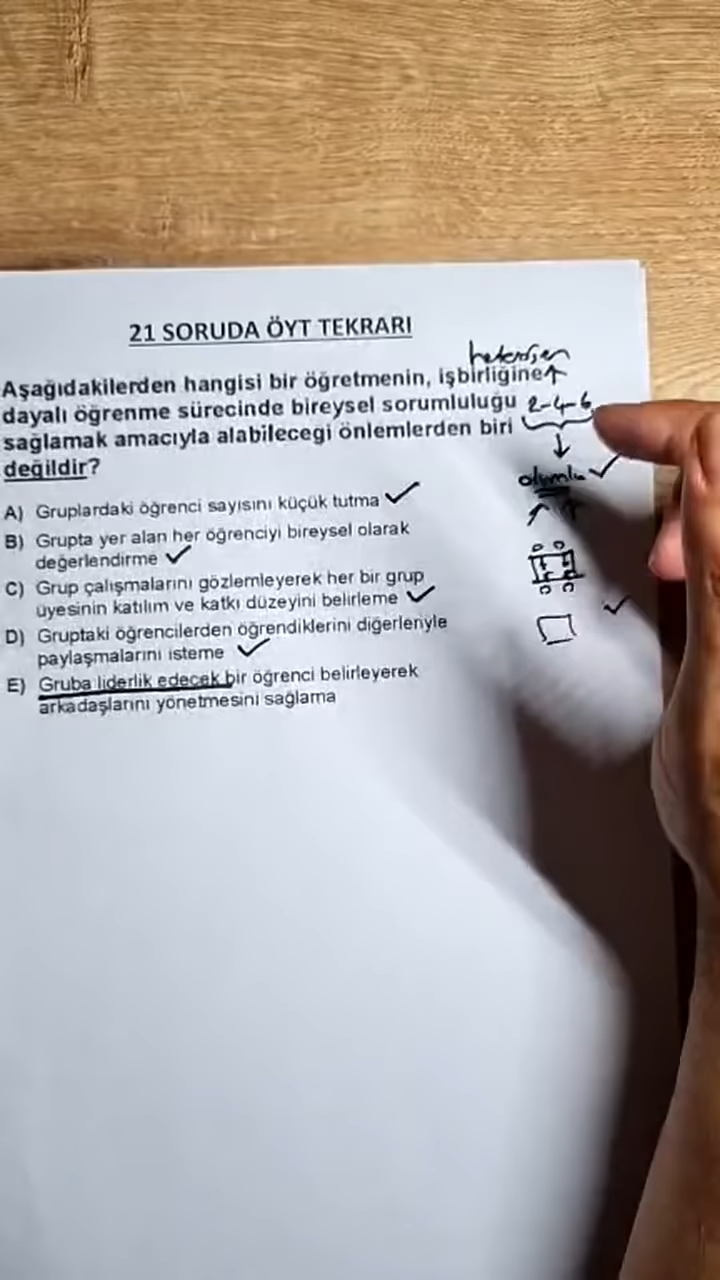 21 SORUDA ÖYT TEKRARI
heterojen
Aşağıdakilerden hangisi bir öğretmenin, işbirliğine
dayalı öğrenme sürecinde bireysel sorumluluğu 2-4-6
sağlamak amacıyla alabilecegi önlemlerden biri
değildir?
olumlu
A) Gruplardaki öğrenci sayısını küçük tutma
B) Grupta yer alan her öğrenciyi bireysel olarak
değerlendirme
C) Grup çalışmalarını gözlemleyerek her bir grup
üyesinin katılım ve katkı düzeyini belirleme
D) Gruptaki öğrencilerden öğrendiklerini diğerleriyle
paylaşmalarını isteme
E) Gruba liderlik edecek bir öğrenci belirleyerek
arkadaşlarını yönetmesini sağlama